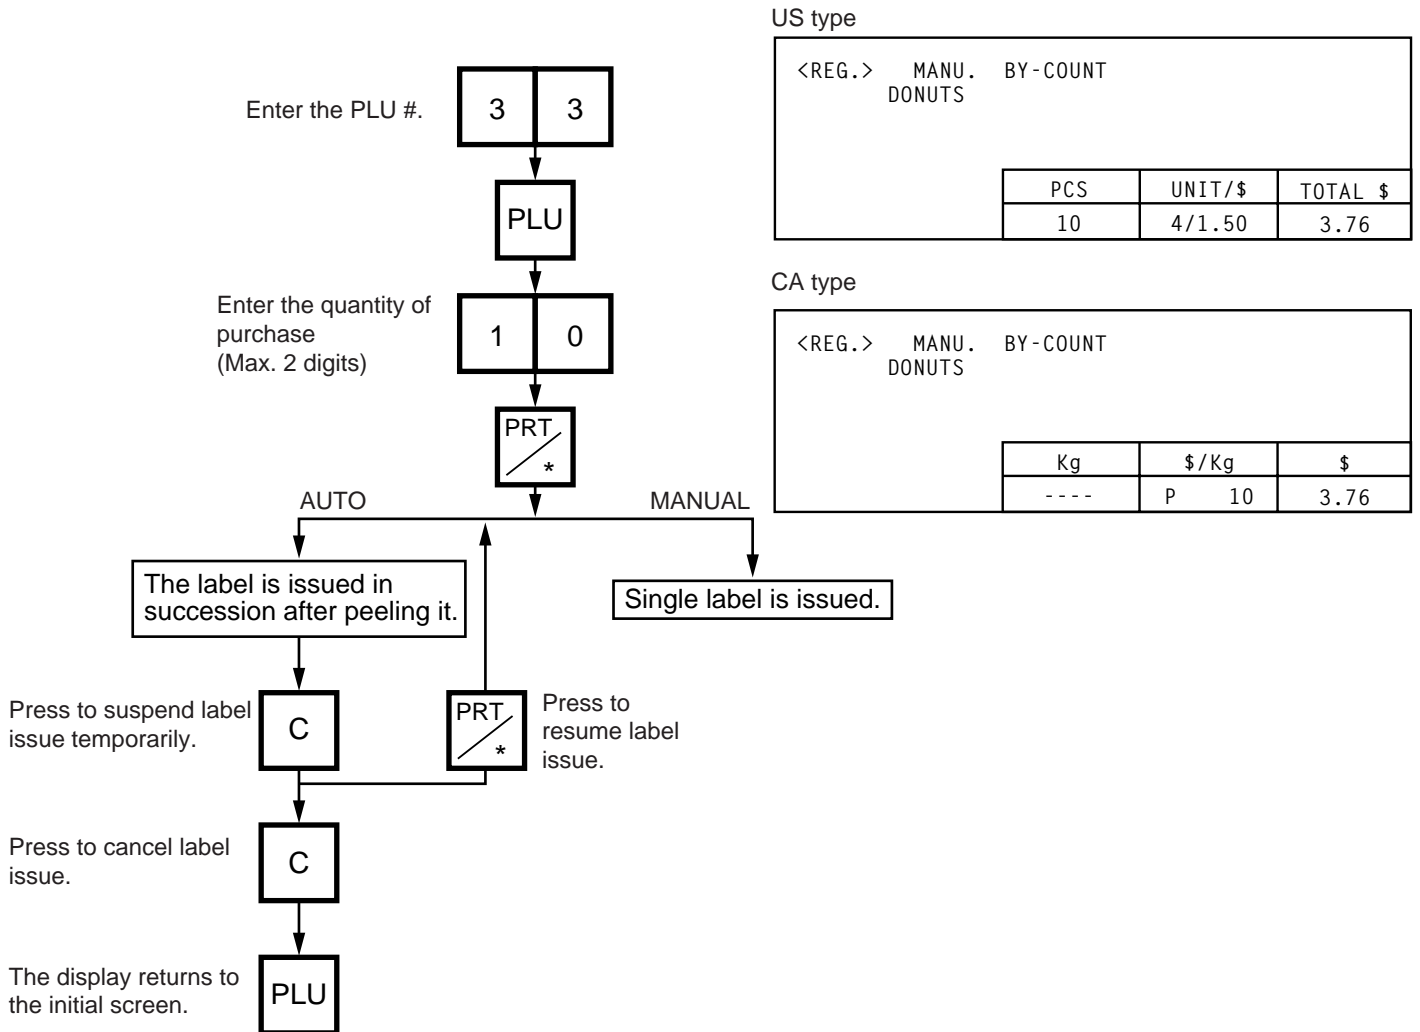 US type
<REG.> MANU. BY-COUNT
DONUTS
PCS UNIT/$ TOTAL $
10 4/1.50 3.76
CA type
<REG.> MANU. BY-COUNT
DONUTS
Kg $/Kg $
---- P 10 3.76
Enter the PLU #.
3 3
PLU
Enter the quantity of
purchase
(Max. 2 digits)
1 0
PRT
*
AUTO
MANUAL
The label is issued in
succession after peeling it.
Single label is issued.
Press to suspend label
issue temporarily.
C
PRT
*
Press to
resume label
issue.
Press to cancel label
issue.
C
The display returns to
the initial screen.
PLU